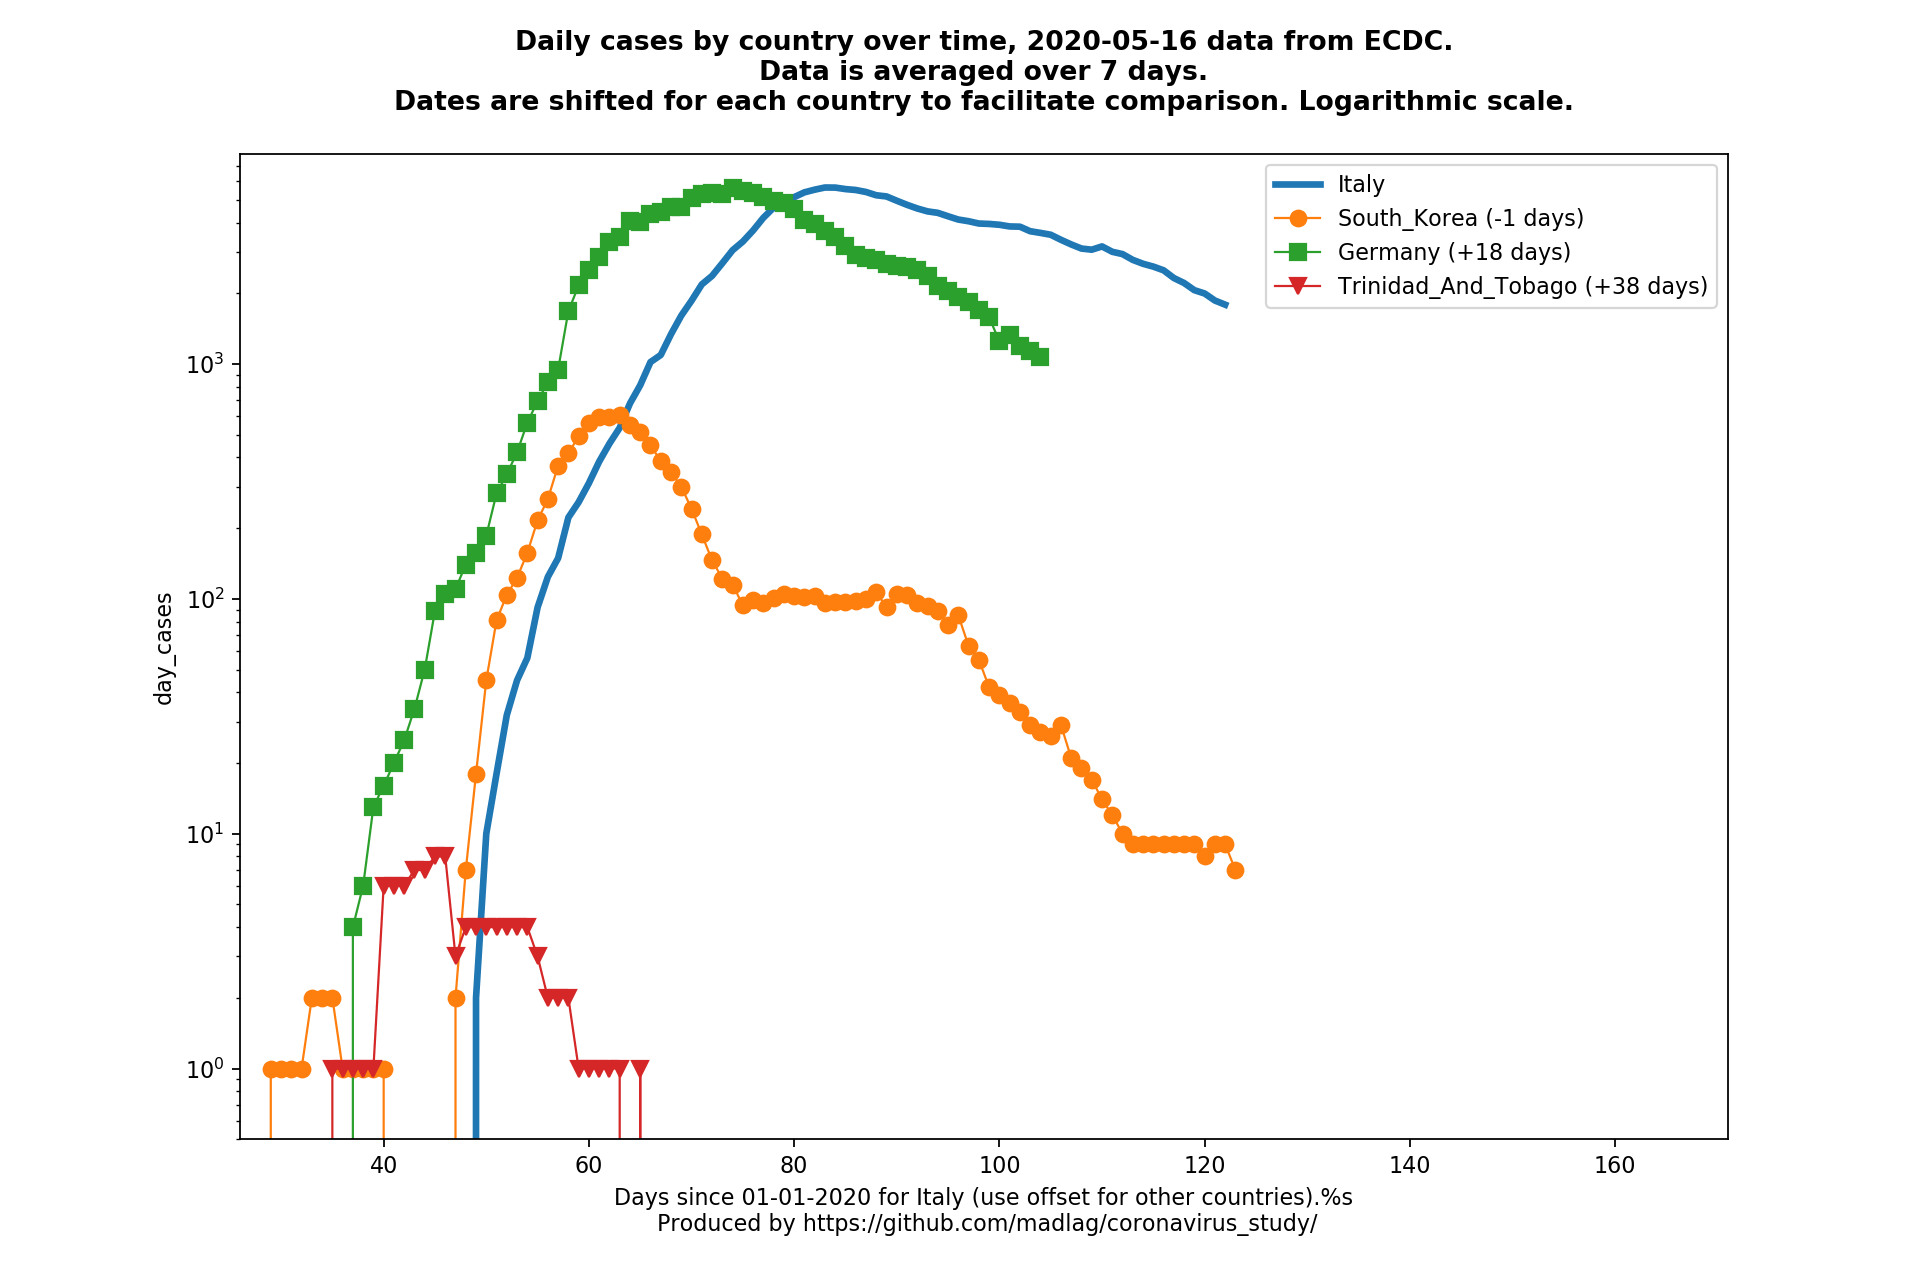 Daily cases by country over time, 2020-05-16 data from ECDC.
Data is averaged over 7 days.
Dates are shifted for each country to facilitate comparison. Logarithmic scale.
Italy
South_Korea (-1 days)
Germany (+18 days)
Trinidad_And_Tobago (+38 days)
day_cases
10³
10²
10¹
10⁰
40 60 80 100 120 140 160
Days since 01-01-2020 for Italy (use offset for other countries).%s
Produced by https://github.com/madlag/coronavirus_study/